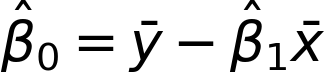 β̂₀ = ȳ − β̂₁x̄